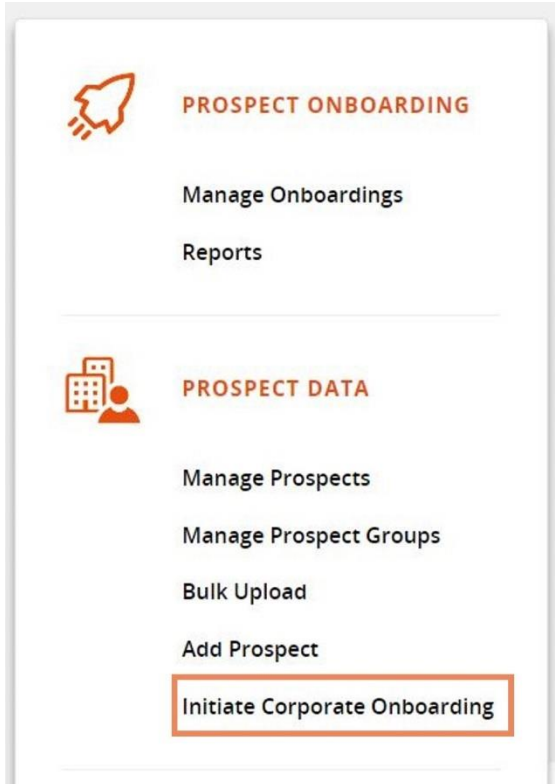 PROSPECT ONBOARDING
Manage Onboardings
Reports
PROSPECT DATA
Manage Prospects
Manage Prospect Groups
Bulk Upload
Add Prospect
Initiate Corporate Onboarding